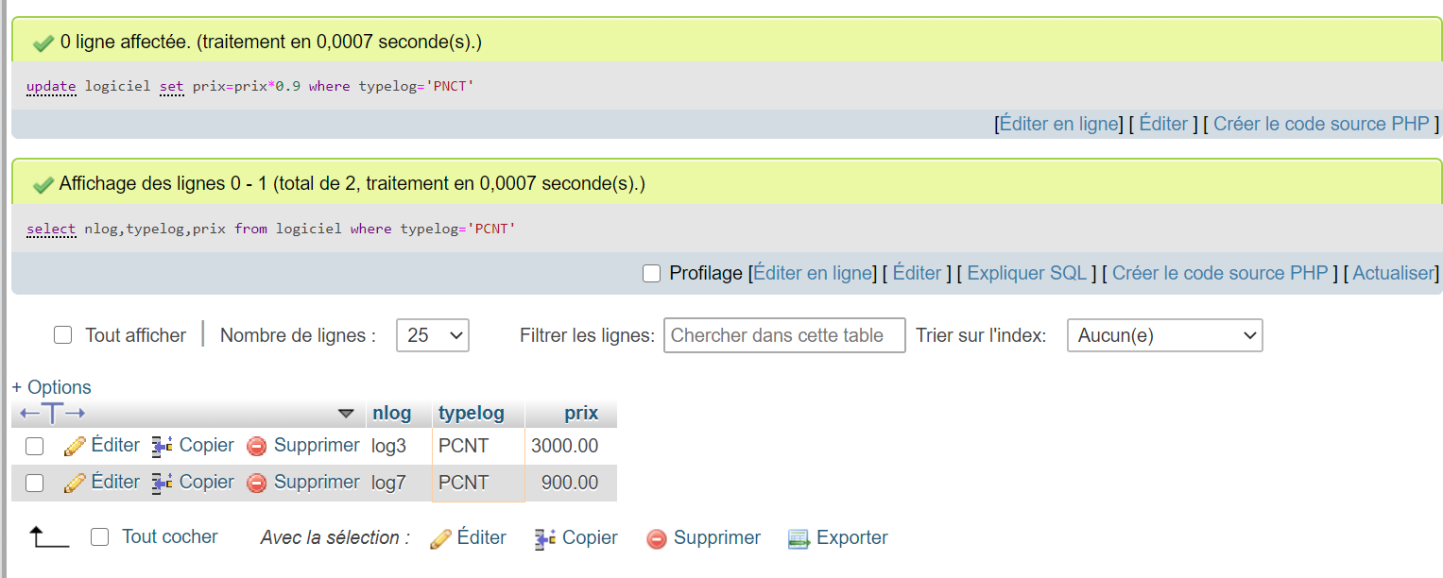 0 ligne affectée. (traitement en 0,0007 seconde(s).)
update logiciel set prix=prix*0.9 where typelog='PNCT'
[Éditer en ligne] [ Éditer ] [ Créer le code source PHP ]
Affichage des lignes 0 - 1 (total de 2, traitement en 0,0007 seconde(s).)
select nlog,typelog,prix from logiciel where typelog='PCNT'
Profilage [Éditer en ligne] [ Éditer ] [ Expliquer SQL ] [ Créer le code source PHP ] [ Actualiser]
Tout afficher Nombre de lignes : 25 Filtrer les lignes: Chercher dans cette table Trier sur l'index: Aucun(e)
+ Options
nlog typelog prix
Éditer Copier Supprimer log3 PCNT 3000.00
Éditer Copier Supprimer log7 PCNT 900.00
Tout cocher Avec la sélection : Éditer Copier Supprimer Exporter